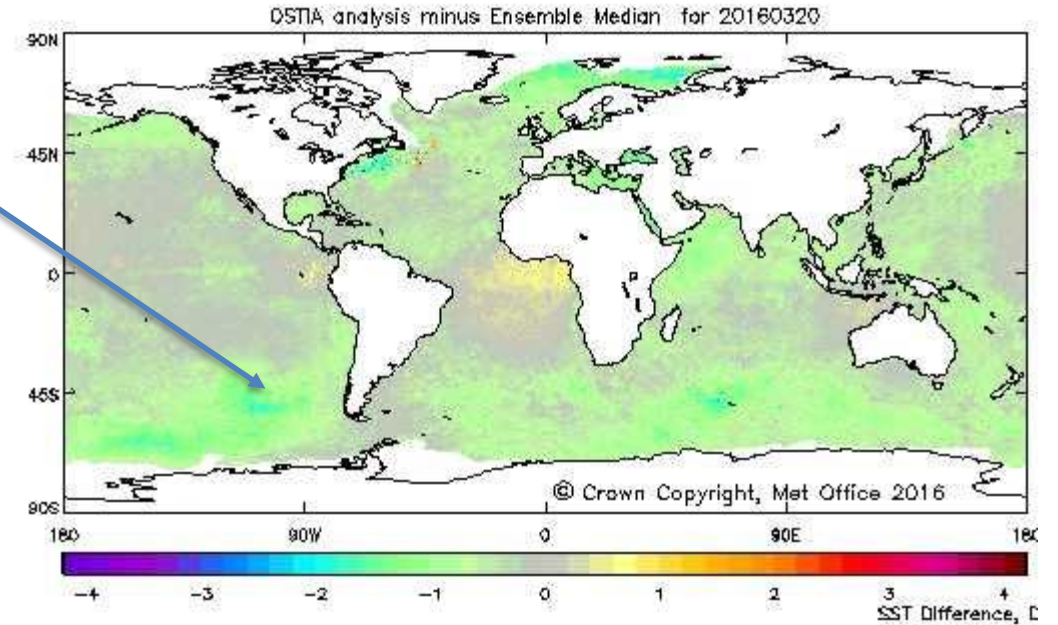 OSTIA analysis minus Ensemble Median for 20160320
90N
45N
0
45S
90S
© Crown Copyright, Met Office 2016
180 90W 0 90E 180
-4 -3 -2 -1 0 1 2 3 4
SST Difference,